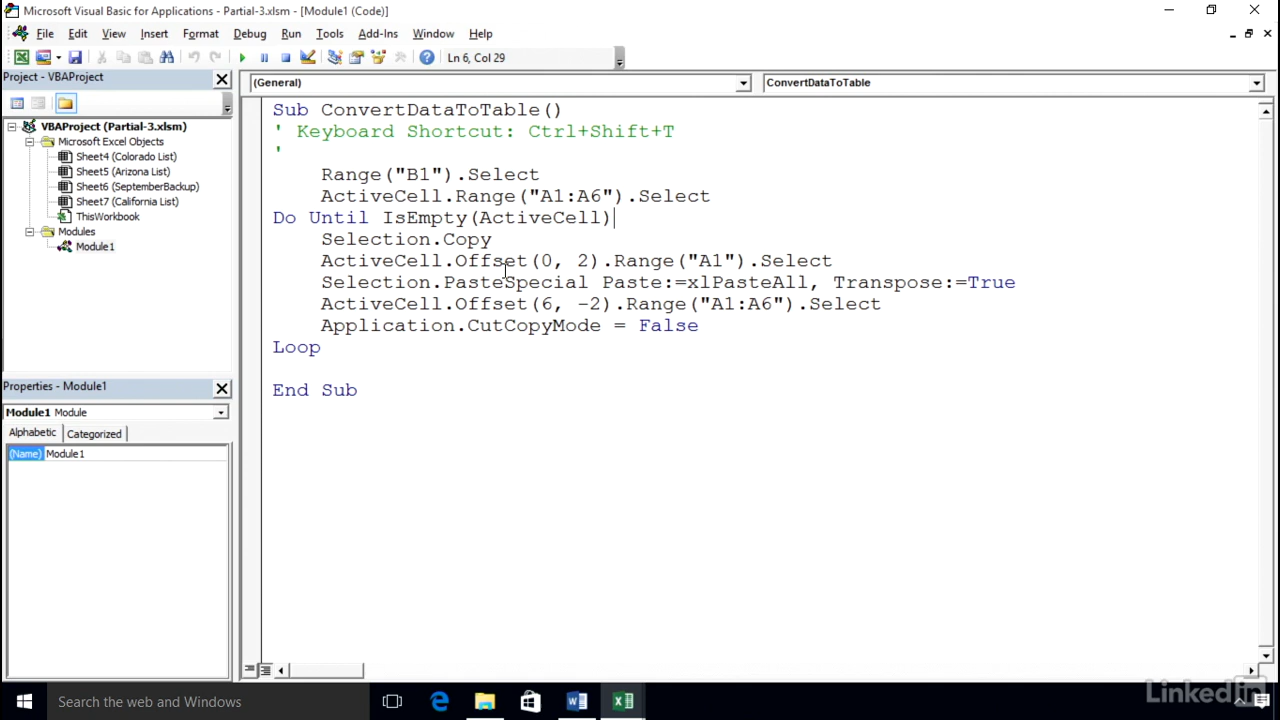 Microsoft Visual Basic for Applications - Partial-3.xlsm - [Module1 (Code)]
File Edit View Insert Format Debug Run Tools Add-Ins Window Help
Ln 6, Col 29
Project - VBAProject
(General) ConvertDataToTable
VBAProject (Partial-3.xlsm)
Microsoft Excel Objects
Sheet4 (Colorado List)
Sheet5 (Arizona List)
Sheet6 (SeptemberBackup)
Sheet7 (California List)
ThisWorkbook
Modules
Module1
Properties - Module1
Module1 Module
Alphabetic Categorized
(Name) Module1
Sub ConvertDataToTable()
' Keyboard Shortcut: Ctrl+Shift+T
'
Range("B1").Select
ActiveCell.Range("A1:A6").Select
Do Until IsEmpty(ActiveCell)
Selection.Copy
ActiveCell.Offset(0, 2).Range("A1").Select
Selection.PasteSpecial Paste:=xlPasteAll, Transpose:=True
ActiveCell.Offset(6, -2).Range("A1:A6").Select
Application.CutCopyMode = False
Loop
End Sub
Search the web and Windows
LinkedIn